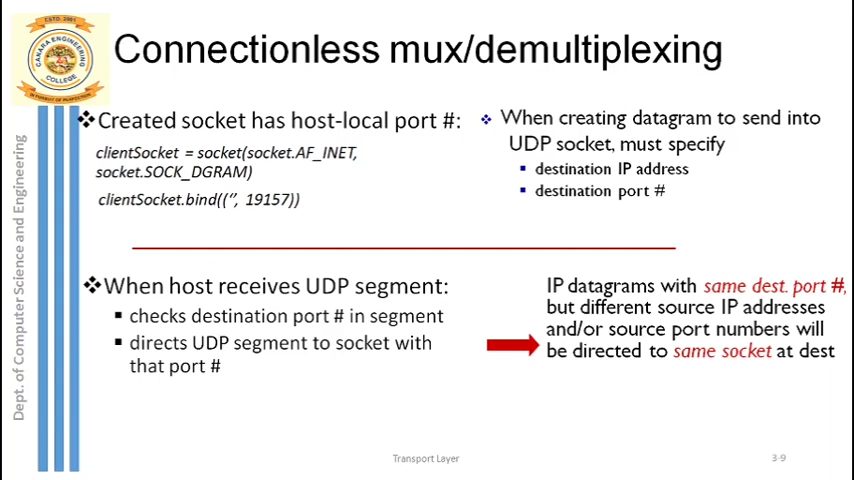 ESTD. 2001
CANARA ENGINEERING
COLLEGE
IN PURSUIT OF PERFECTION
Connectionless mux/demultiplexing
Dept. of Computer Science and Engineering
❖Created socket has host-local port #:
clientSocket = socket(socket.AF_INET,
socket.SOCK_DGRAM)
clientSocket.bind(('', 19157))
❖ When creating datagram to send into
UDP socket, must specify
▪ destination IP address
▪ destination port #
❖When host receives UDP segment:
▪ checks destination port # in segment
▪ directs UDP segment to socket with
that port #
IP datagrams with same dest. port #,
but different source IP addresses
and/or source port numbers will
be directed to same socket at dest
Transport Layer
3-9